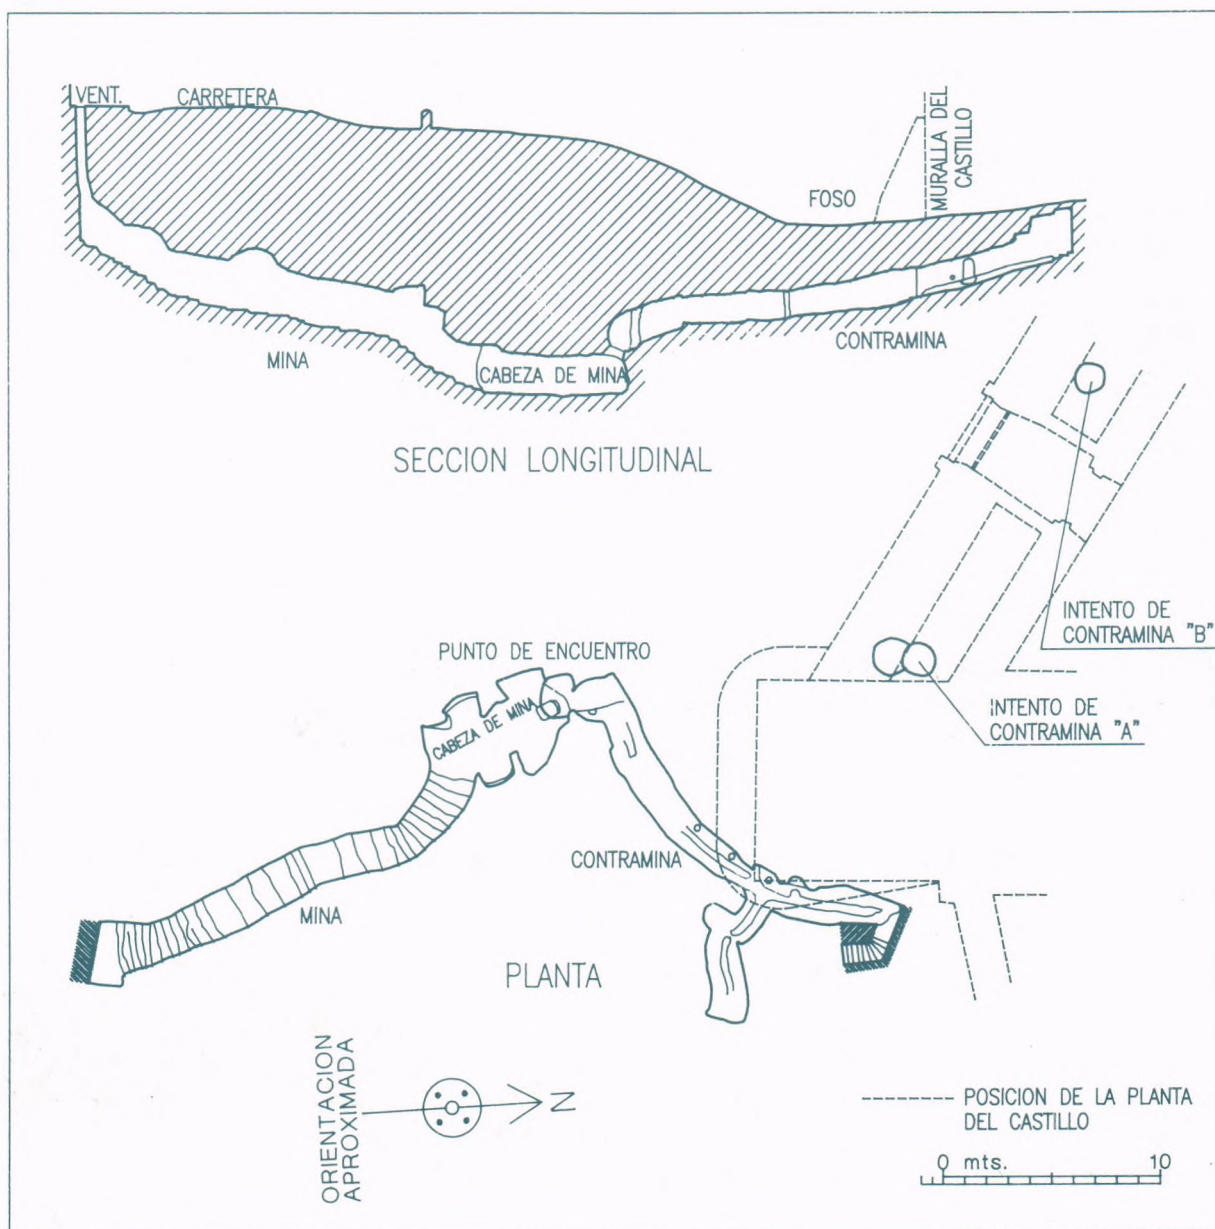 VENT.
CARRETERA
FOSO
MURALLA DEL
CASTILLO
MINA
CABEZA DE MINA
CONTRAMINA
SECCION LONGITUDINAL
INTENTO DE
CONTRAMINA "B"
PUNTO DE ENCUENTRO
INTENTO DE
CONTRAMINA "A"
CABEZA DE MINA
CONTRAMINA
MINA
PLANTA
ORIENTACION
APROXIMADA
N
POSICION DE LA PLANTA
DEL CASTILLO
0 mts. 10